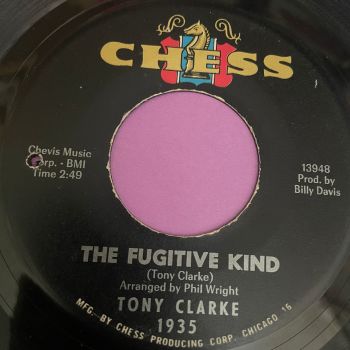 CHESS
Chevis Music
Corp. - BMI
Time 2:49
13948
Prod. by
Billy Davis
THE FUGITIVE KIND
(Tony Clarke)
Arranged by Phil Wright
TONY CLARKE
1935
MFG. BY CHESS PRODUCING CORP. CHICAGO 16